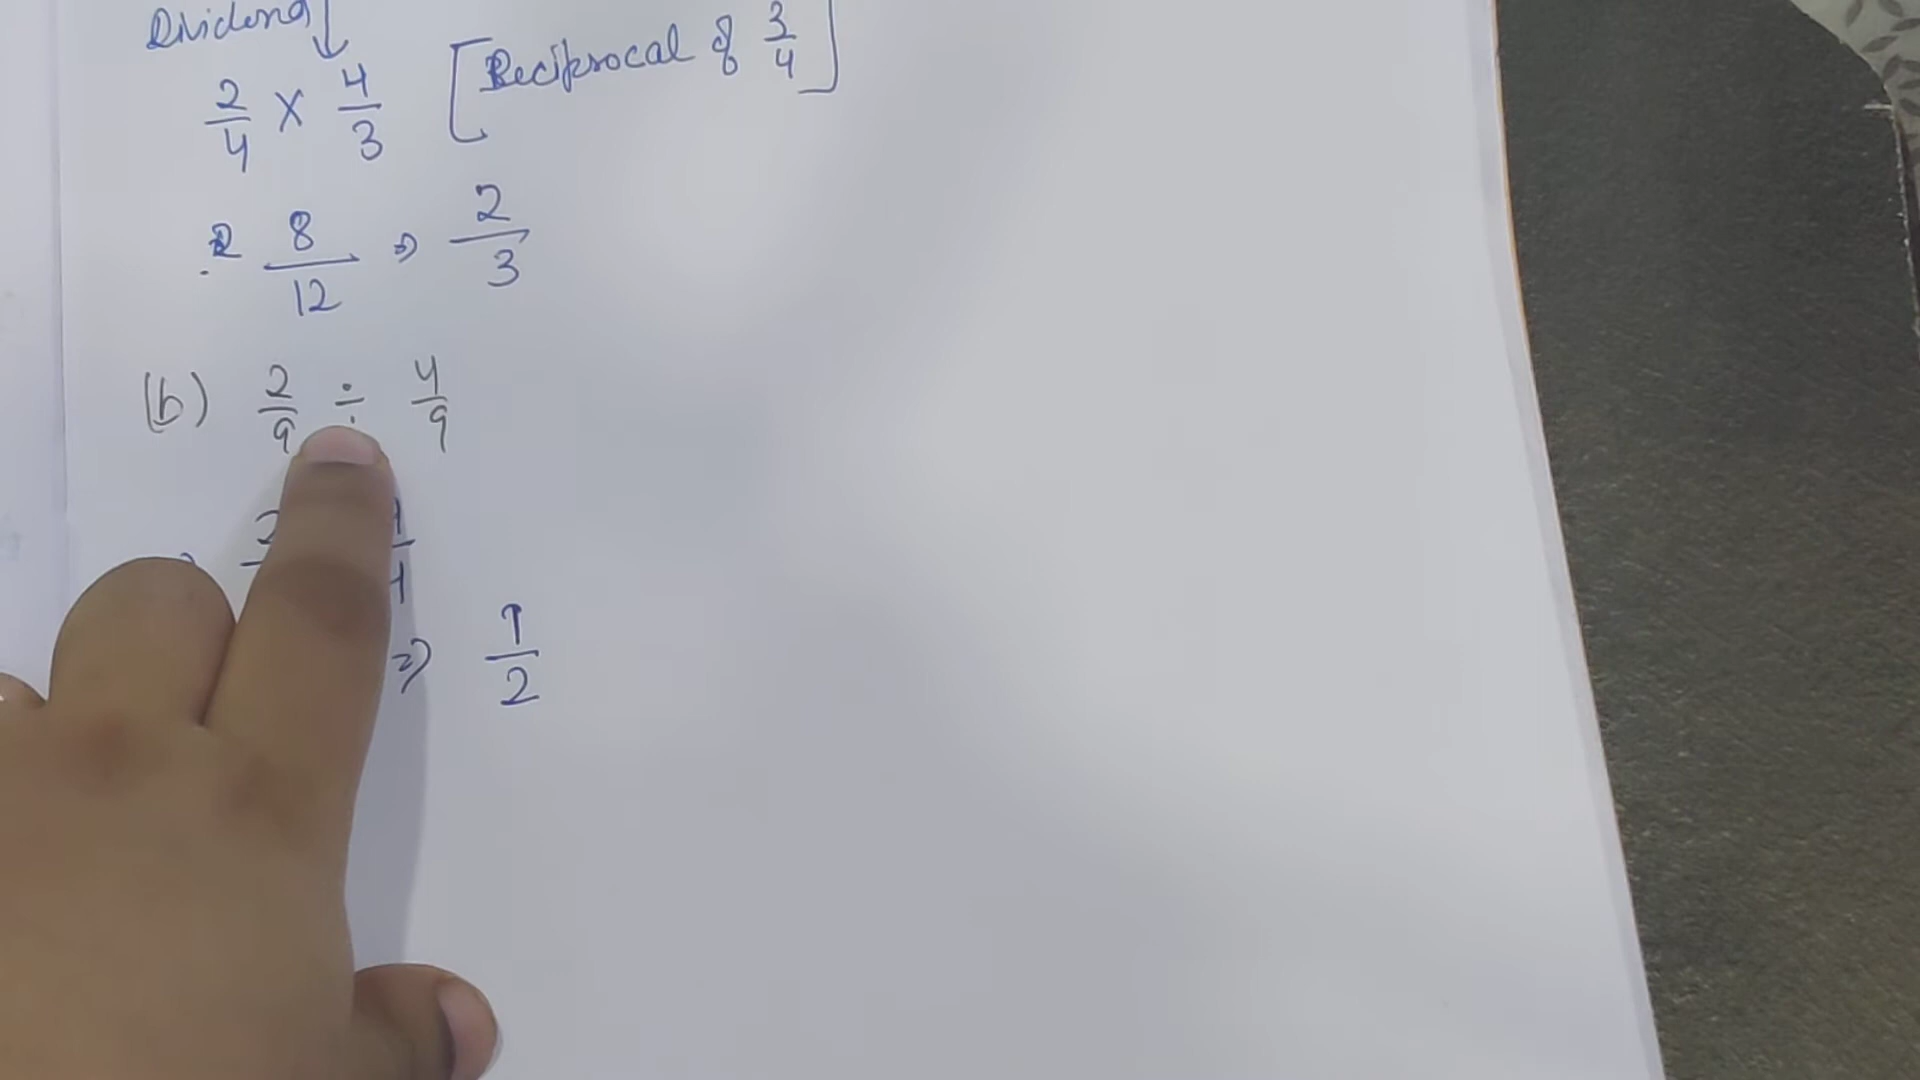 Dividend ↓
2/4 × 4/3 [Reciprocal of 3/4]
8/12 ⇒ 2/3
(b) 2/9 ÷ 4/9
2
⇒ 1/2